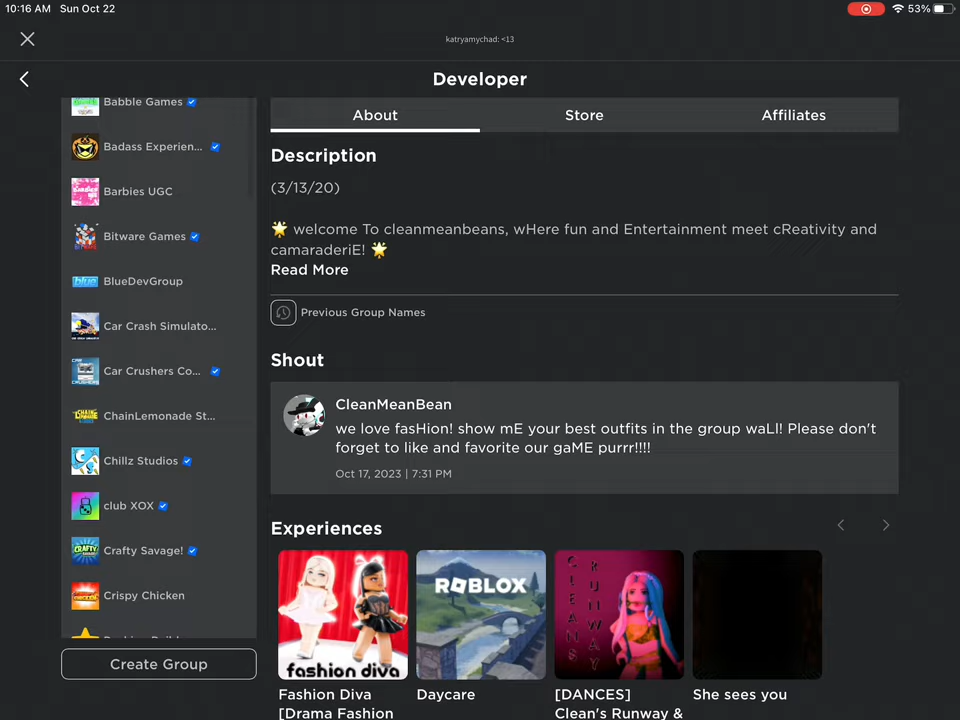 10:16 AM Sun Oct 22
53%
katryamychad: <13
Developer
Babble Games
Badass Experien...
Barbies UGC
Bitware Games
BlueDevGroup
Car Crash Simulato...
Car Crushers Co...
ChainLemonade St...
Chillz Studios
club XOX
Crafty Savage!
Crispy Chicken
Create Group
About Store Affiliates
Description
(3/13/20)
🌟 welcome To cleanmeanbeans, wHere fun and Entertainment meet cReativity and
camaraderiE! 🌟
Read More
Previous Group Names
Shout
CleanMeanBean
we love fasHion! show mE your best outfits in the group waLl! Please don't
forget to like and favorite our gaME purrr!!!!
Oct 17, 2023 | 7:31 PM
Experiences
fashion diva
ROBLOX
CLEANS
RUNWAY
Fashion Diva
[Drama Fashion
Daycare
[DANCES]
Clean's Runway &
She sees you